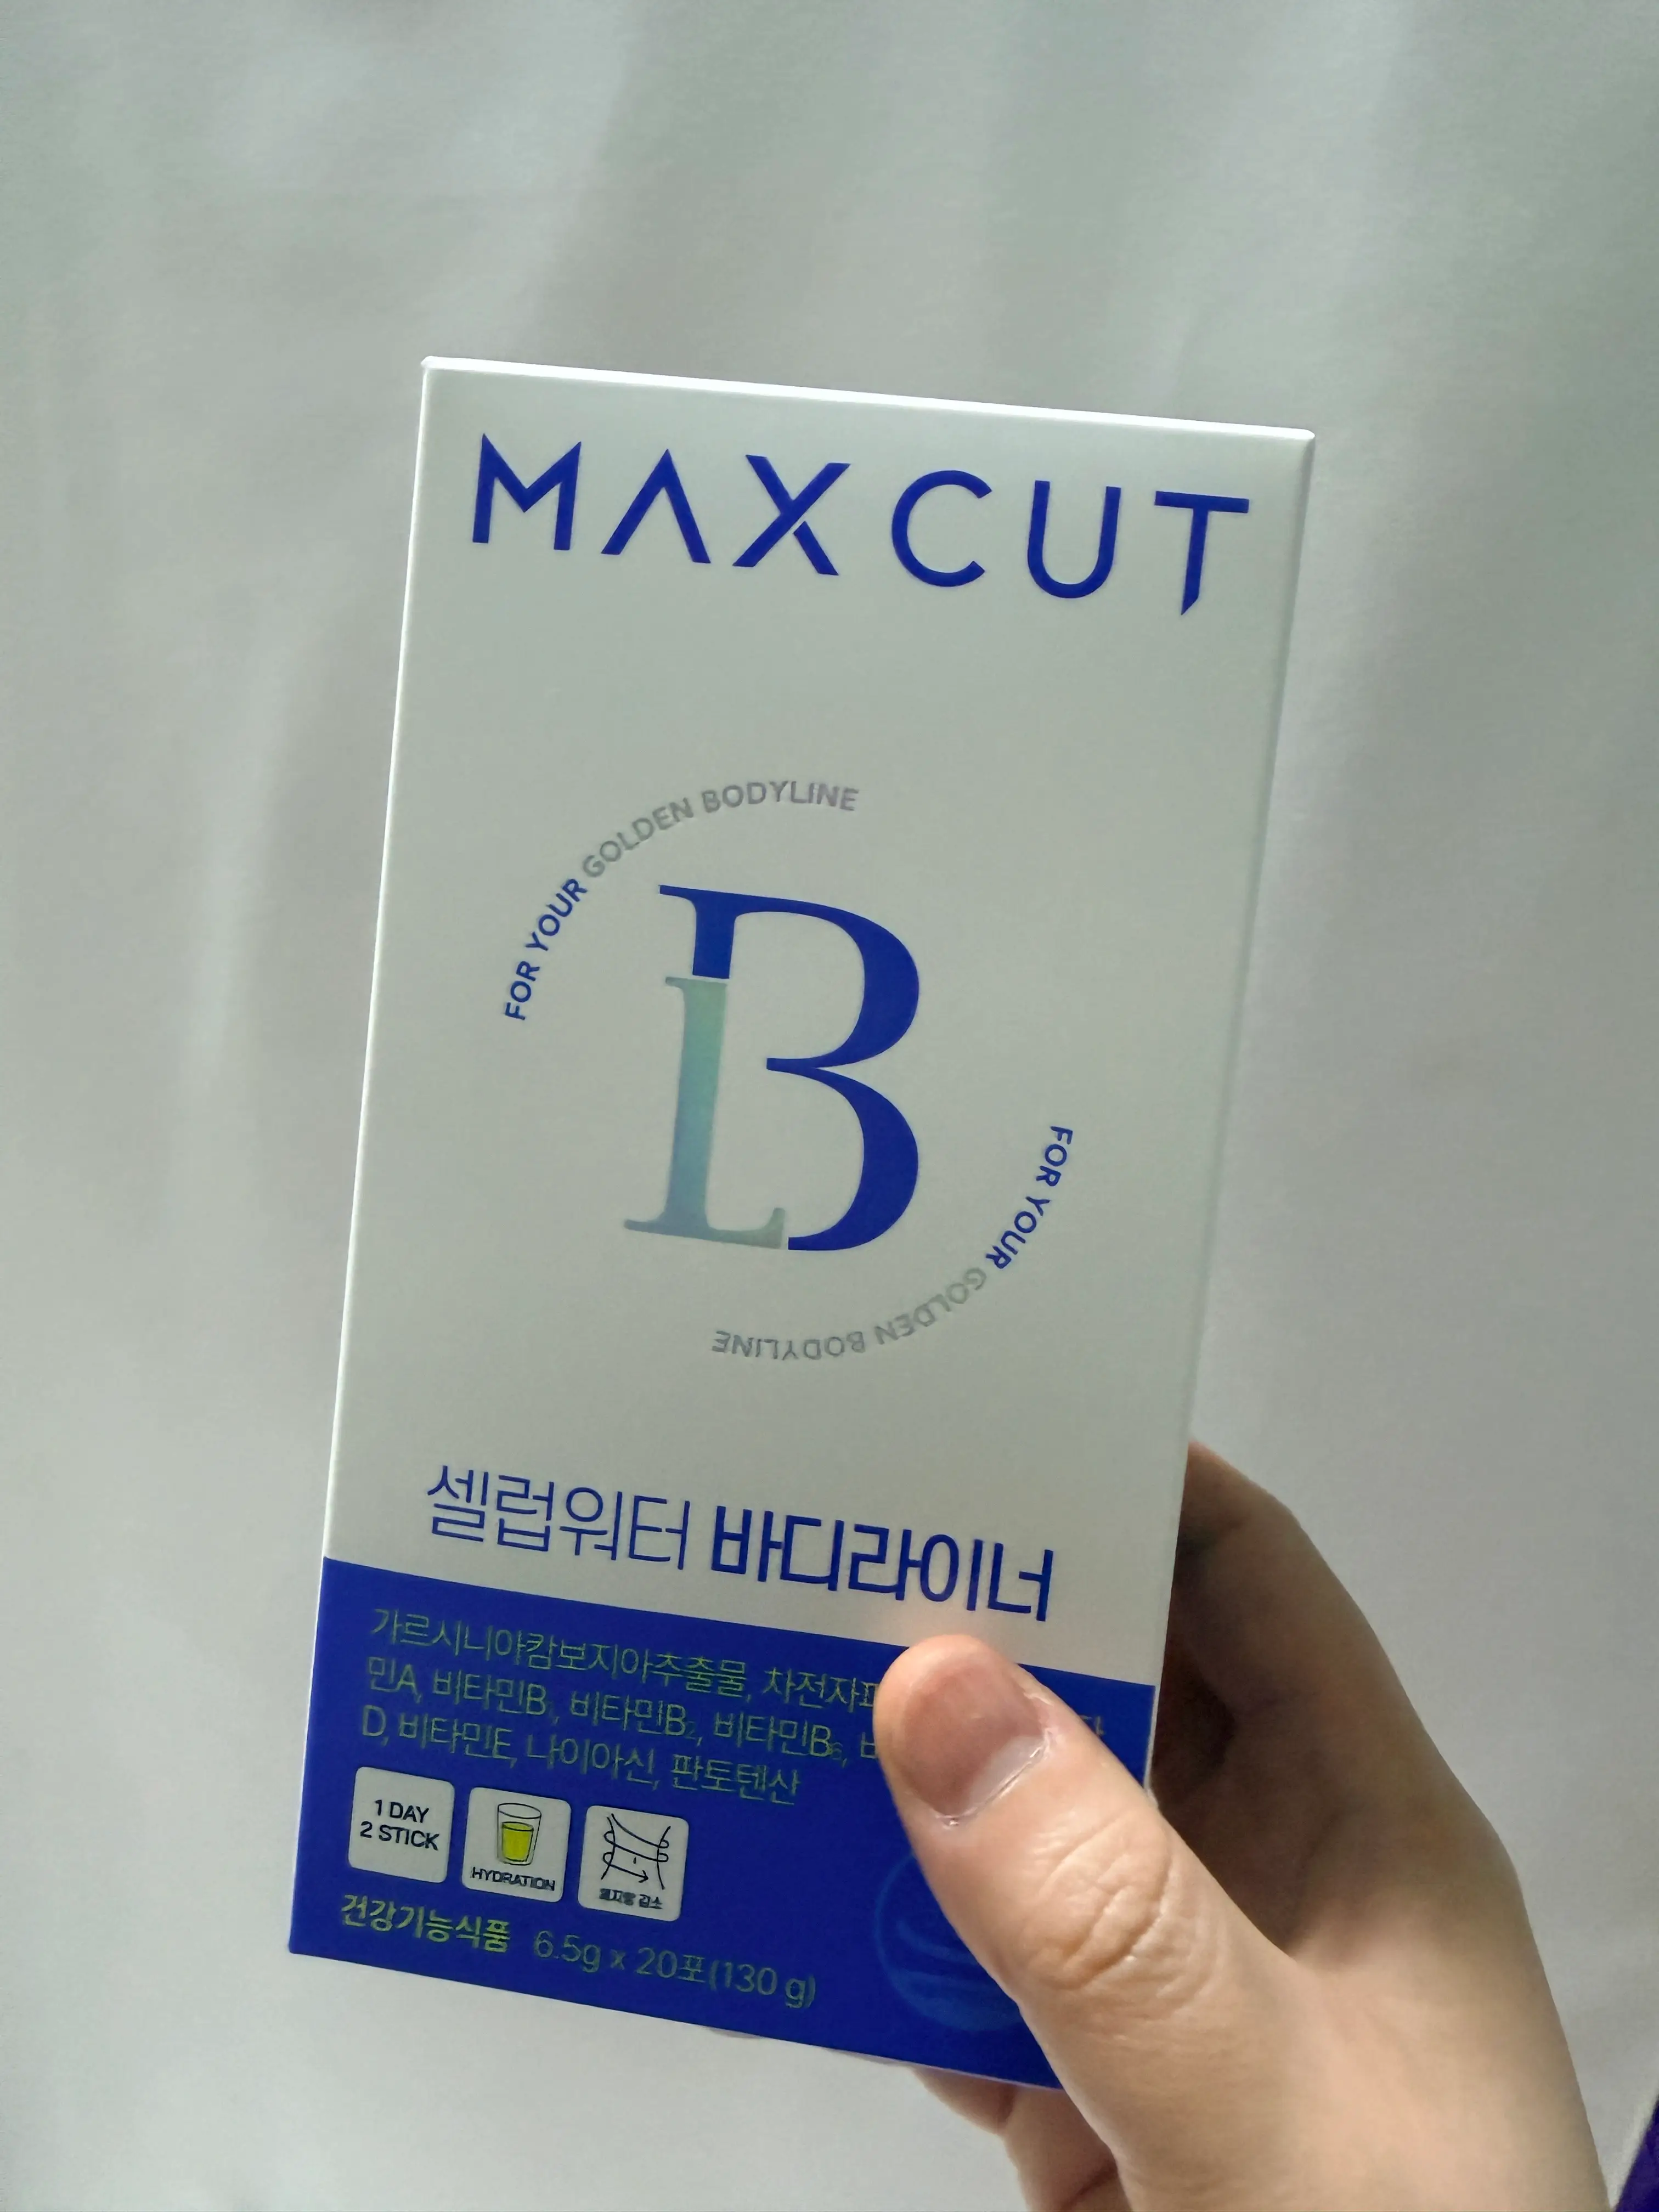 MAXCUT
FOR YOUR GOLDEN BODYLINE
LB
FOR YOUR GOLDEN BODYLINE
셀럽워터 바디라이너
가르시니아캄보지아추출물, 차전자피
민A, 비타민B₁, 비타민B₂, 비타민B₆,
D, 비타민E, 나이아신, 판토텐산
1 DAY
2 STICK
HYDRATION
체지방 감소
건강기능식품 6.5g x 20포(130 g)